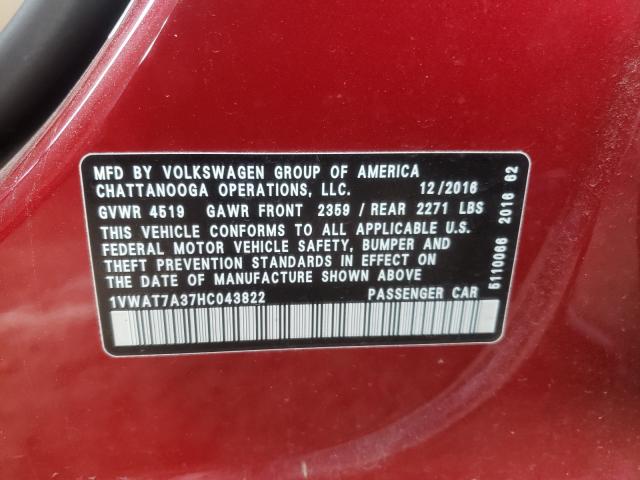 MFD BY VOLKSWAGEN GROUP OF AMERICA
CHATTANOOGA OPERATIONS, LLC. 12/2016
GVWR 4519 GAWR FRONT 2359 / REAR 2271 LBS
THIS VEHICLE CONFORMS TO ALL APPLICABLE U.S.
FEDERAL MOTOR VEHICLE SAFETY, BUMPER AND
THEFT PREVENTION STANDARDS IN EFFECT ON
THE DATE OF MANUFACTURE SHOWN ABOVE
1VWAT7A37HC043822 PASSENGER CAR
5110066 2016 82